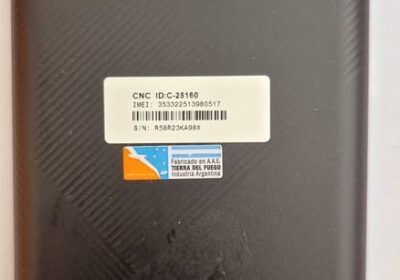 CNC ID:C-25160
IMEI: 353322513980517
S/N: R58R23KA98X
Fabricado en A.A.E.
TIERRA DEL FUEGO
Industria Argentina